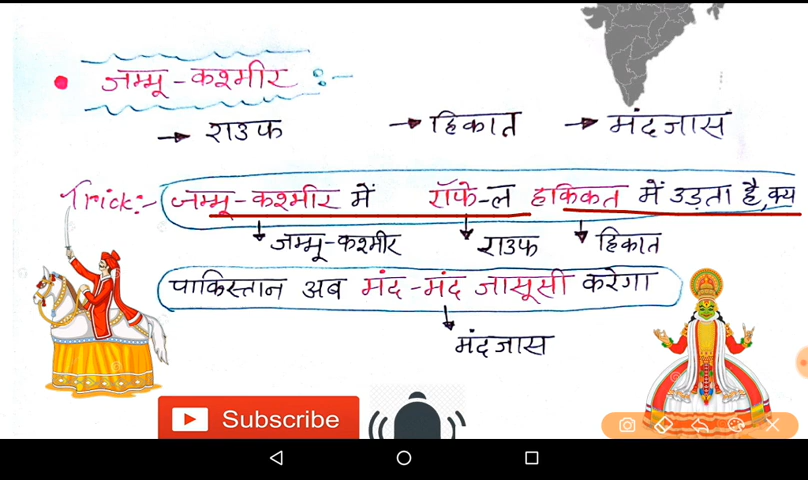 जम्मू-कश्मीर :-
→ राउफ → हिकात → मंदजास
Trick:- जम्मू-कश्मीर में रॉफे-ल हकिकत में उड़ता है, क्य
जम्मू-कश्मीर राउफ हिकात
पाकिस्तान अब मंद-मंद जासूसी करेगा
मंदजास
Subscribe